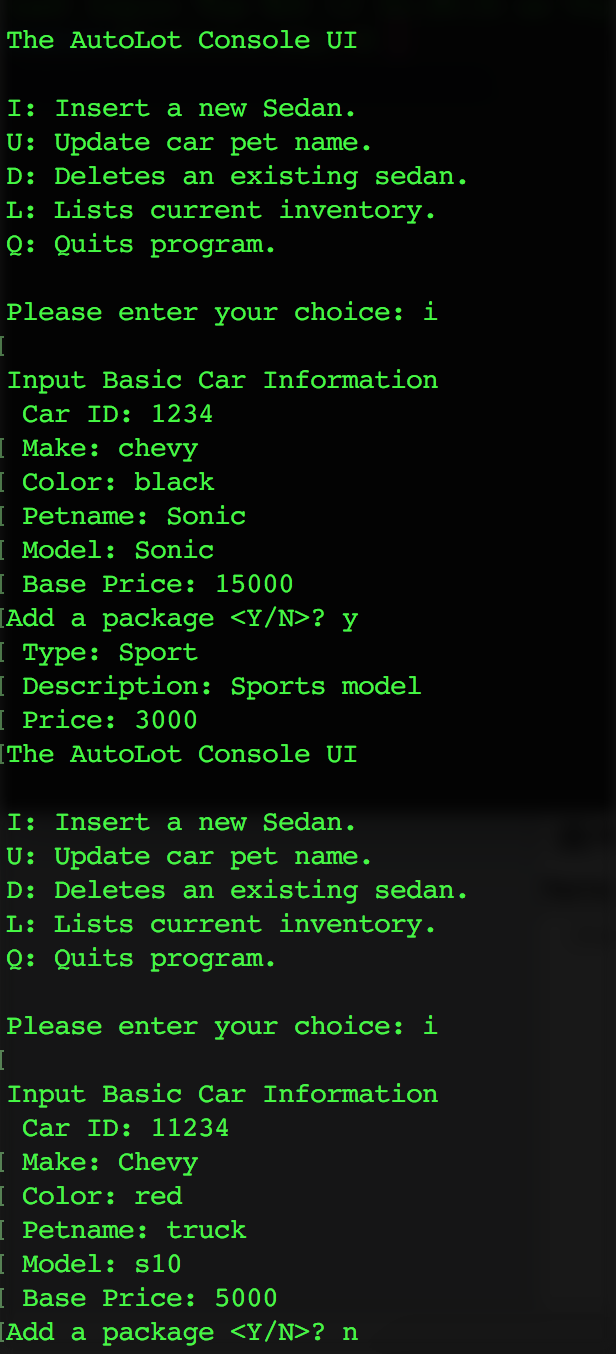 The AutoLot Console UI
I: Insert a new Sedan.
U: Update car pet name.
D: Deletes an existing sedan.
L: Lists current inventory.
Q: Quits program.
Please enter your choice: i
Input Basic Car Information
Car ID: 1234
Make: chevy
Color: black
Petname: Sonic
Model: Sonic
Base Price: 15000
Add a package <Y/N>? y
Type: Sport
Description: Sports model
Price: 3000
The AutoLot Console UI
I: Insert a new Sedan.
U: Update car pet name.
D: Deletes an existing sedan.
L: Lists current inventory.
Q: Quits program.
Please enter your choice: i
Input Basic Car Information
Car ID: 11234
Make: Chevy
Color: red
Petname: truck
Model: s10
Base Price: 5000
Add a package <Y/N>? n